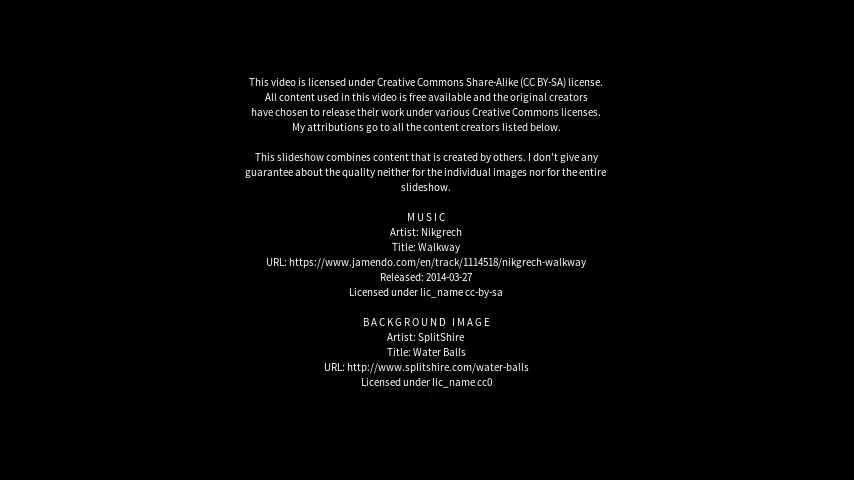 This video is licensed under Creative Commons Share-Alike (CC BY-SA) license.
All content used in this video is free available and the original creators
have chosen to release their work under various Creative Commons licenses.
My attributions go to all the content creators listed below.
This slideshow combines content that is created by others. I don't give any
guarantee about the quality neither for the individual images nor for the entire
slideshow.
MUSIC
Artist: Nikgrech
Title: Walkway
URL: https://www.jamendo.com/en/track/1114518/nikgrech-walkway
Released: 2014-03-27
Licensed under lic_name cc-by-sa
BACKGROUND IMAGE
Artist: SplitShire
Title: Water Balls
URL: http://www.splitshire.com/water-balls
Licensed under lic_name cc0